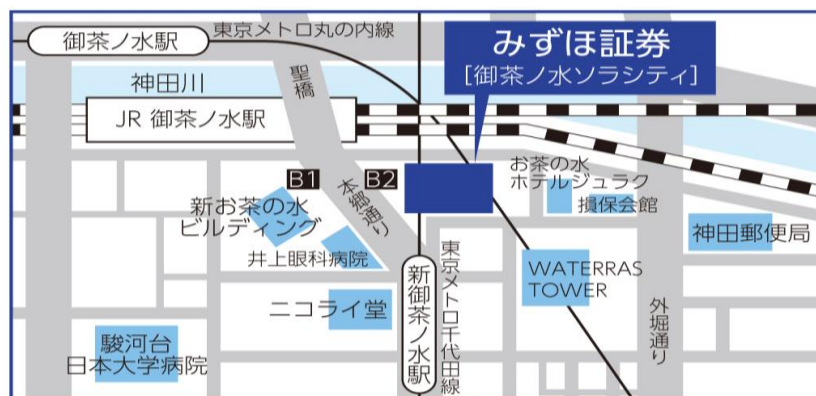 御茶ノ水駅
東京メトロ丸の内線
みずほ証券
[御茶ノ水ソラシティ]
神田川
聖橋
JR 御茶ノ水駅
B1
B2
本郷通り
お茶の水
ホテルジュラク
損保会館
新お茶の水
ビルディング
井上眼科病院
神田郵便局
WATERRAS
TOWER
ニコライ堂
新御茶ノ水駅
東京メトロ千代田線
外堀通り
駿河台
日本大学病院